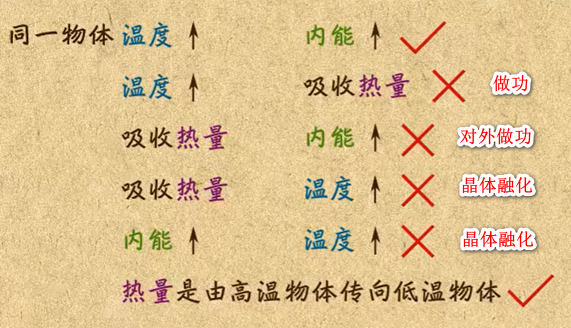 同一物体 温度↑ 内能↑ ✓
温度↑ 吸收热量 × 做功
吸收热量 内能↑ × 对外做功
吸收热量 温度↑ × 晶体融化
内能↑ 温度↑ × 晶体融化
热量是由高温物体传向低温物体 ✓